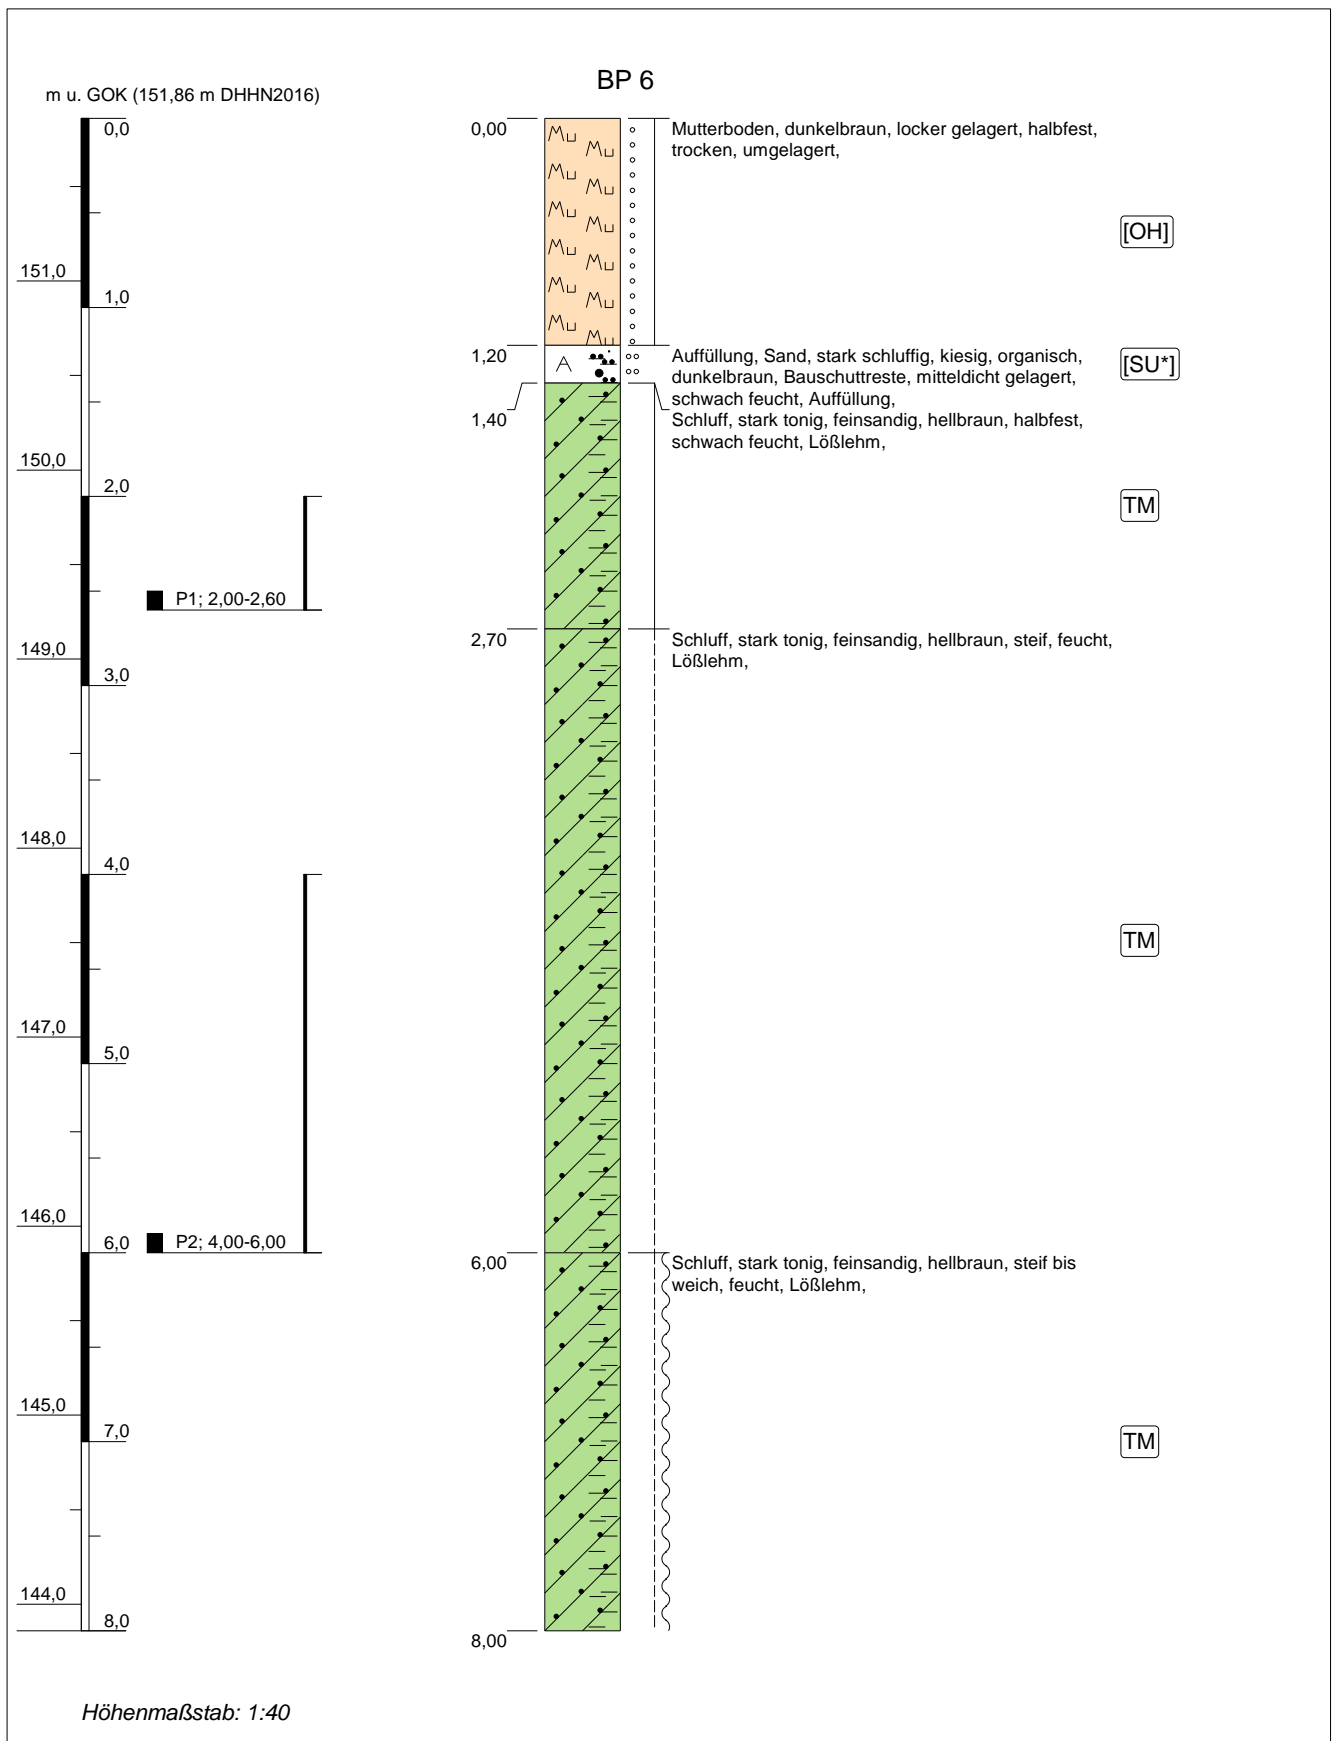 BP 6
m u. GOK (151,86 m DHHN2016)
0,0
0,00
Mutterboden, dunkelbraun, locker gelagert, halbfest,
trocken, umgelagert,
[OH]
151,0
1,0
1,20
A
Auffüllung, Sand, stark schluffig, kiesig, organisch,
dunkelbraun, Bauschuttreste, mitteldicht gelagert,
schwach feucht, Auffüllung,
[SU*]
1,40
Schluff, stark tonig, feinsandig, hellbraun, halbfest,
schwach feucht, Lößlehm,
150,0
2,0
TM
P1; 2,00-2,60
2,70
Schluff, stark tonig, feinsandig, hellbraun, steif, feucht,
Lößlehm,
149,0
3,0
148,0
4,0
TM
147,0
5,0
146,0
6,0
P2; 4,00-6,00
6,00
Schluff, stark tonig, feinsandig, hellbraun, steif bis
weich, feucht, Lößlehm,
145,0
7,0
TM
144,0
8,0
8,00
Höhenmaßstab: 1:40